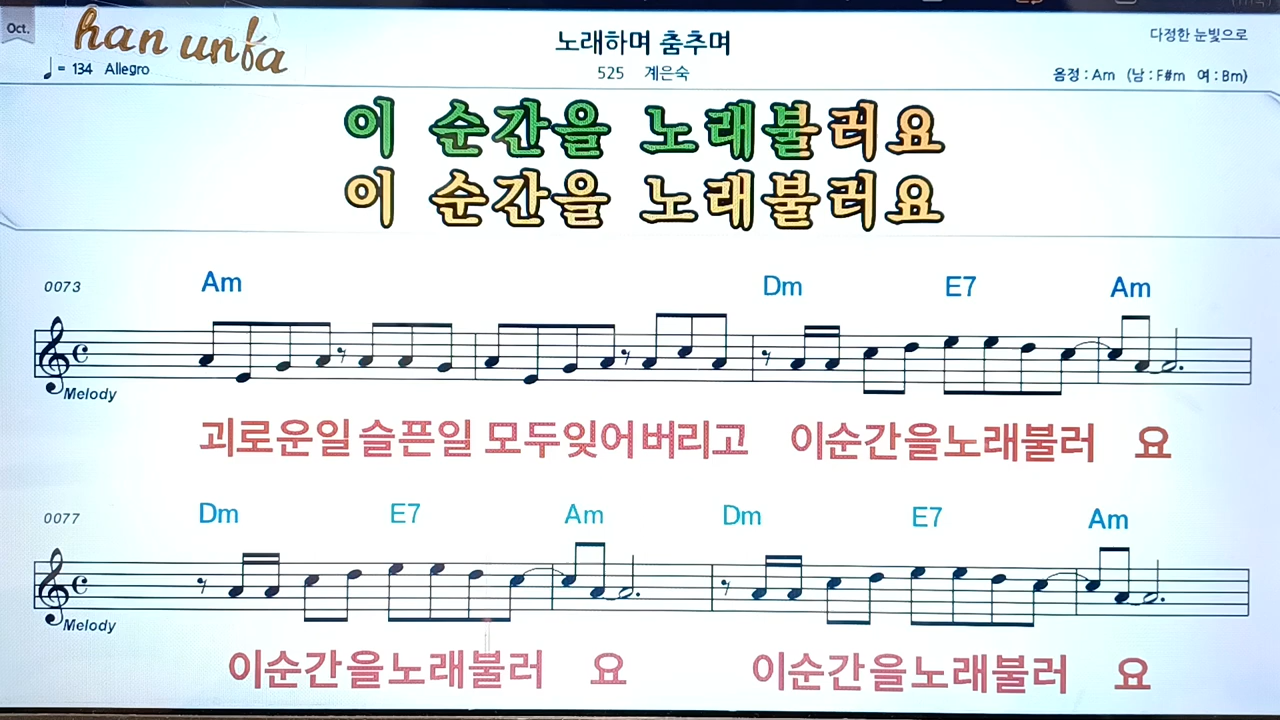 Oct.
han un!a
노래하며 춤추며
다정한 눈빛으로
♩ = 134 Allegro
525 계은숙
음정 : Am (남 : F#m 여 : Bm)
이 순간을 노래불러요
이 순간을 노래불러요
0073 Am Dm E7 Am
Melody
괴로운일 슬픈일 모두잊어버리고 이순간을노래불러 요
0077 Dm E7 Am Dm E7 Am
Melody
이순간을노래불러 요 이순간을노래불러 요